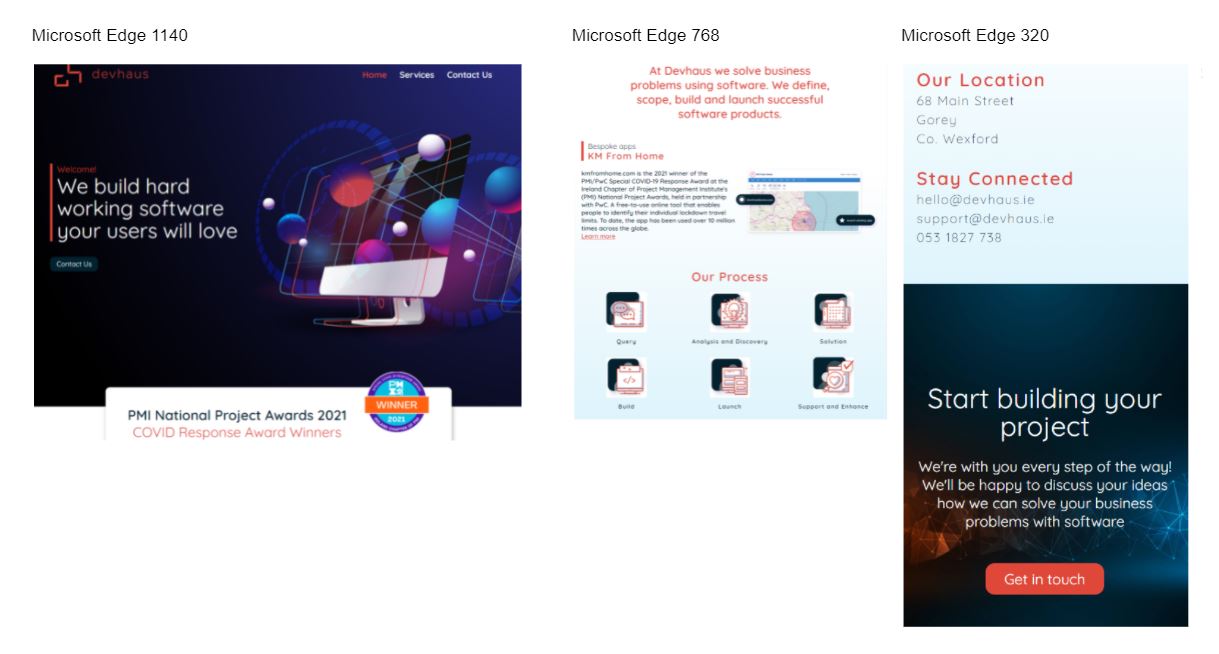 Microsoft Edge 1140
devhaus
Home Services Contact Us
Welcome!
We build hard
working software
your users will love
Contact Us
PMI National Project Awards 2021
COVID Response Award Winners
WINNER
2021
Microsoft Edge 768
At Devhaus we solve business
problems using software. We define,
scope, build and launch successful
software products.
Bespoke apps
KM From Home
kmfromhome.com is the 2021 winner of the
PMI/PwC Special COVID-19 Response Award at the
Ireland Chapter of Project Management Institute's
(PMI) National Project Awards, held in partnership
with PwC. A free-to-use online tool that enables
people to identify their individual lockdown travel
limits. To date, the app has been used over 10 million
times across the globe.
Learn more
Our Process
Query Analysis and Discovery Solution
Build Launch Support and Enhance
Microsoft Edge 320
Our Location
68 Main Street
Gorey
Co. Wexford
Stay Connected
hello@devhaus.ie
support@devhaus.ie
053 1827 738
Start building your
project
We're with you every step of the way!
We'll be happy to discuss your ideas
how we can solve your business
problems with software
Get in touch